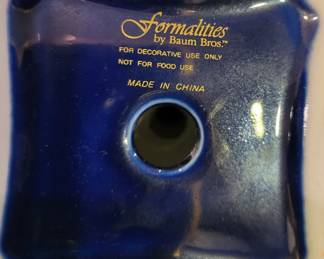 Formalities
by Baum Bros.™
FOR DECORATIVE USE ONLY
NOT FOR FOOD USE
MADE IN CHINA